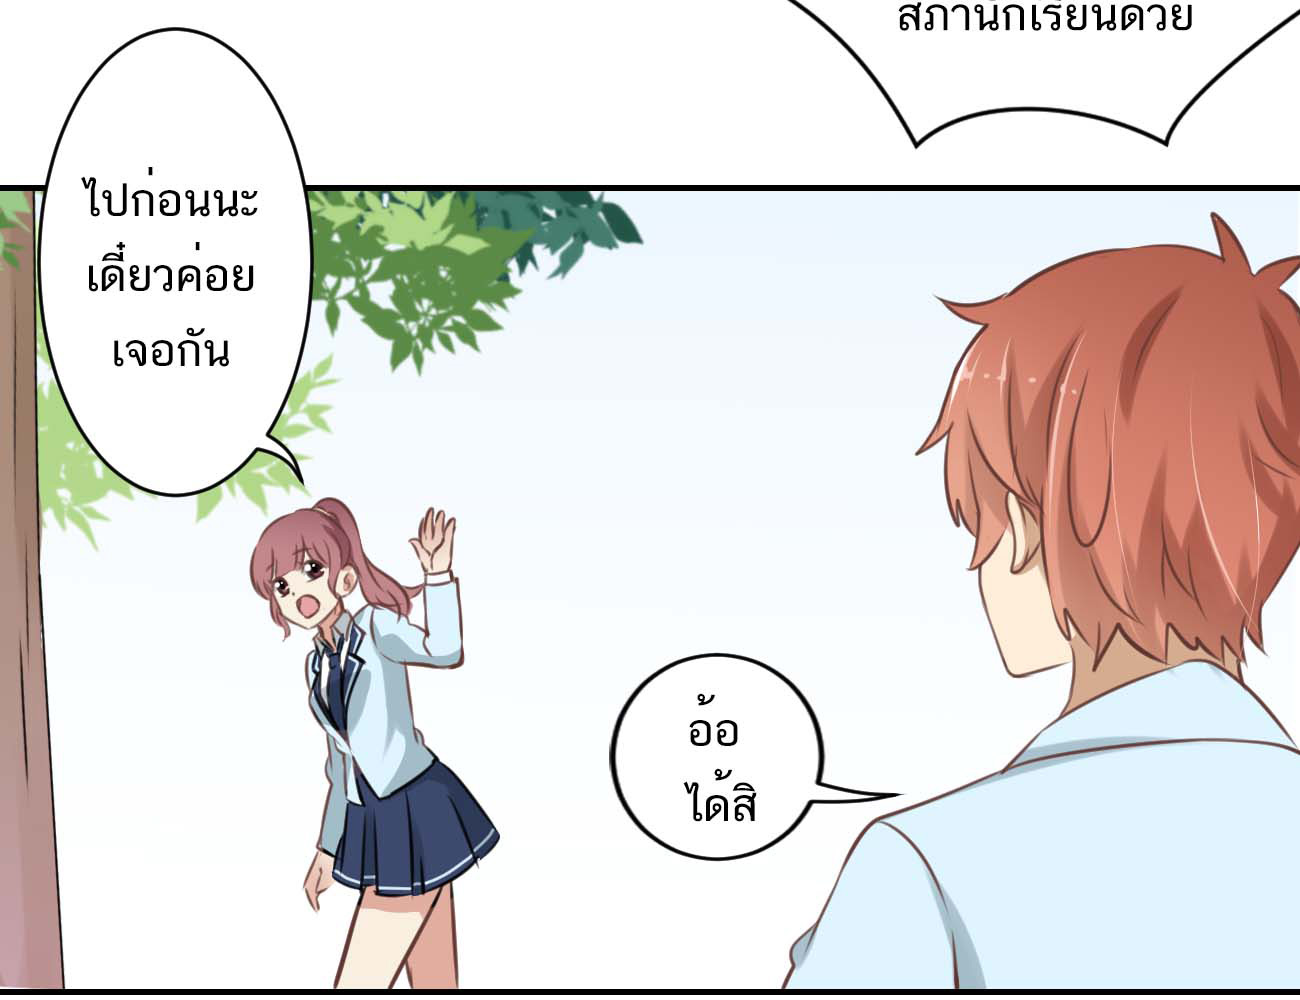 สภานักเรียนด้วย
ไปก่อนนะ
เดี๋ยวค่อย
เจอกัน
อ้อ
ได้สิ